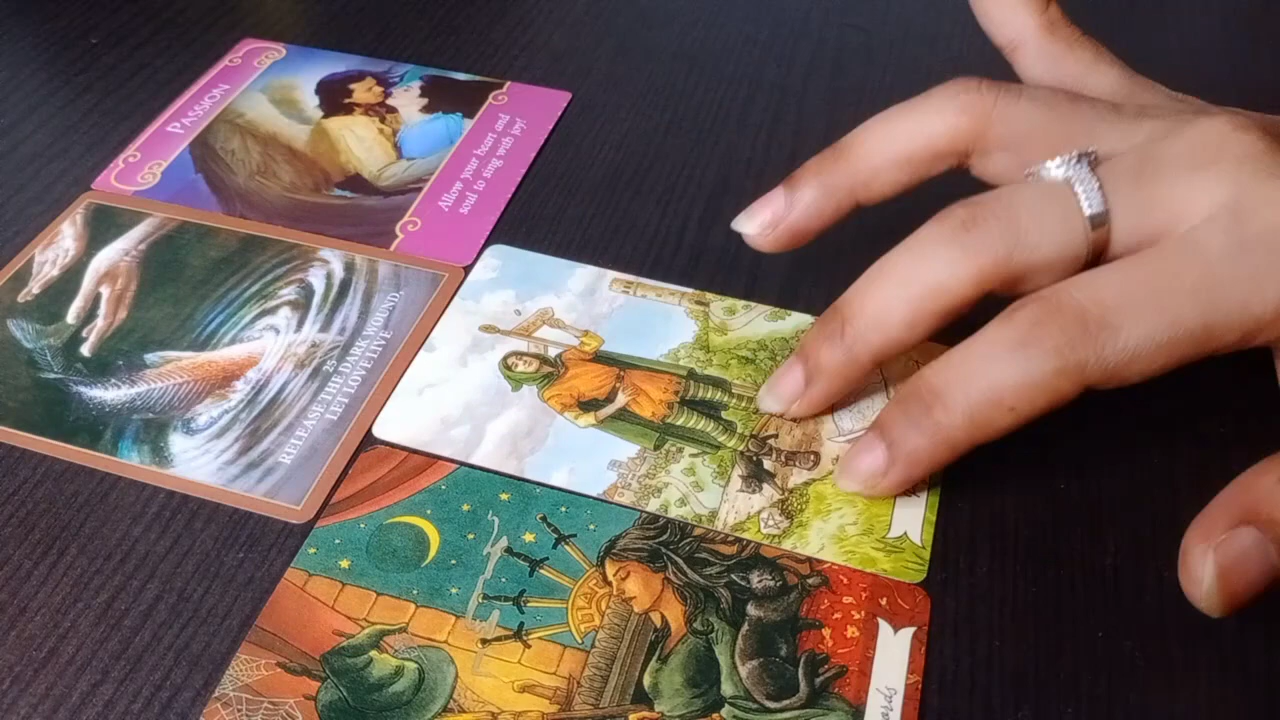 PASSION
Allow your heart and
soul to sing with joy!
25
RELEASE THE DARK WOUND,
LET LOVE LIVE